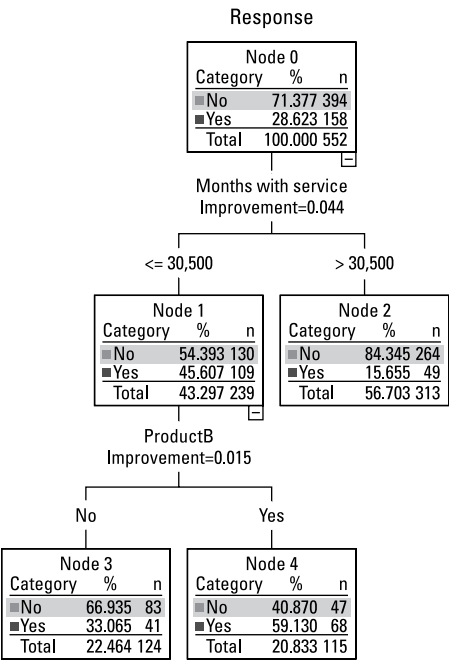 Response
Node 0
Category % n
No 71.377 394
Yes 28.623 158
Total 100.000 552
Months with service
Improvement=0.044
<= 30,500
> 30,500
Node 1
Category % n
No 54.393 130
Yes 45.607 109
Total 43.297 239
Node 2
Category % n
No 84.345 264
Yes 15.655 49
Total 56.703 313
ProductB
Improvement=0.015
No
Yes
Node 3
Category % n
No 66.935 83
Yes 33.065 41
Total 22.464 124
Node 4
Category % n
No 40.870 47
Yes 59.130 68
Total 20.833 115